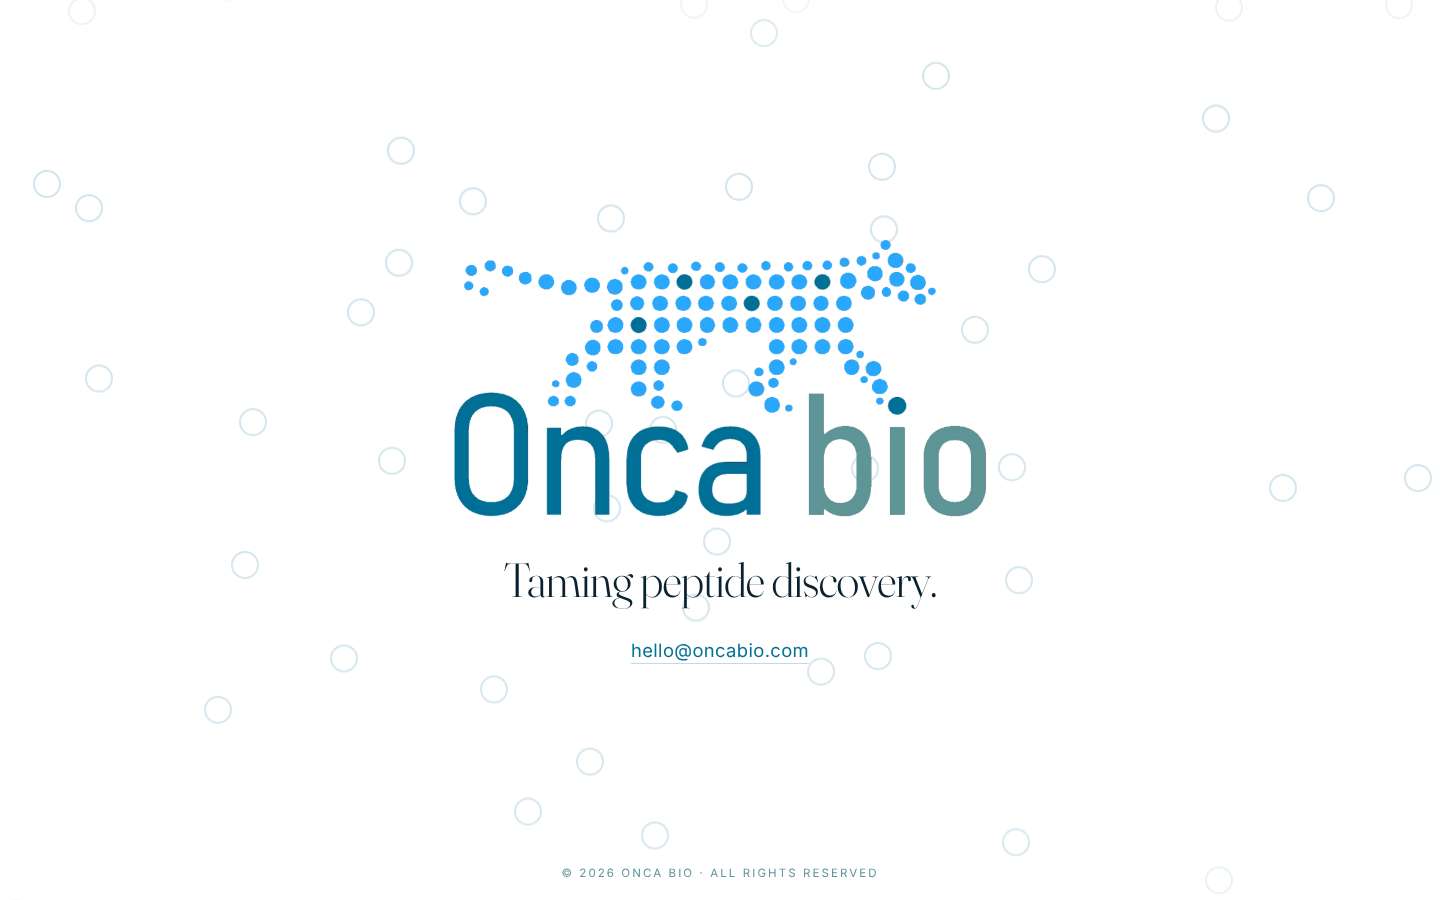 Onca bio
Taming peptide discovery.
hello@oncabio.com
© 2026 ONCA BIO · ALL RIGHTS RESERVED